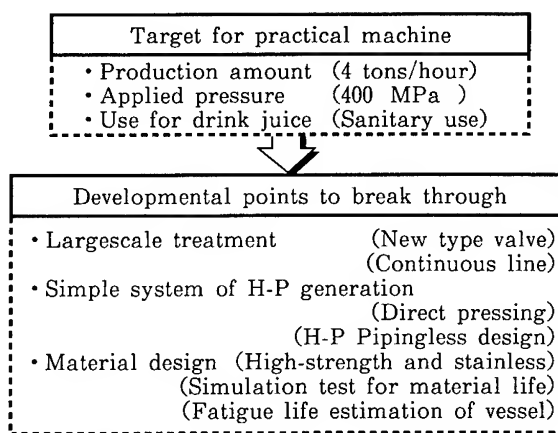 Target for practical machine
・Production amount (4 tons/hour)
・Applied pressure (400 MPa )
・Use for drink juice (Sanitary use)
Developmental points to break through
・Largescale treatment (New type valve)
(Continuous line)
・Simple system of H-P generation
(Direct pressing)
(H-P Pipingless design)
・Material design (High-strength and stainless)
(Simulation test for material life)
(Fatigue life estimation of vessel)